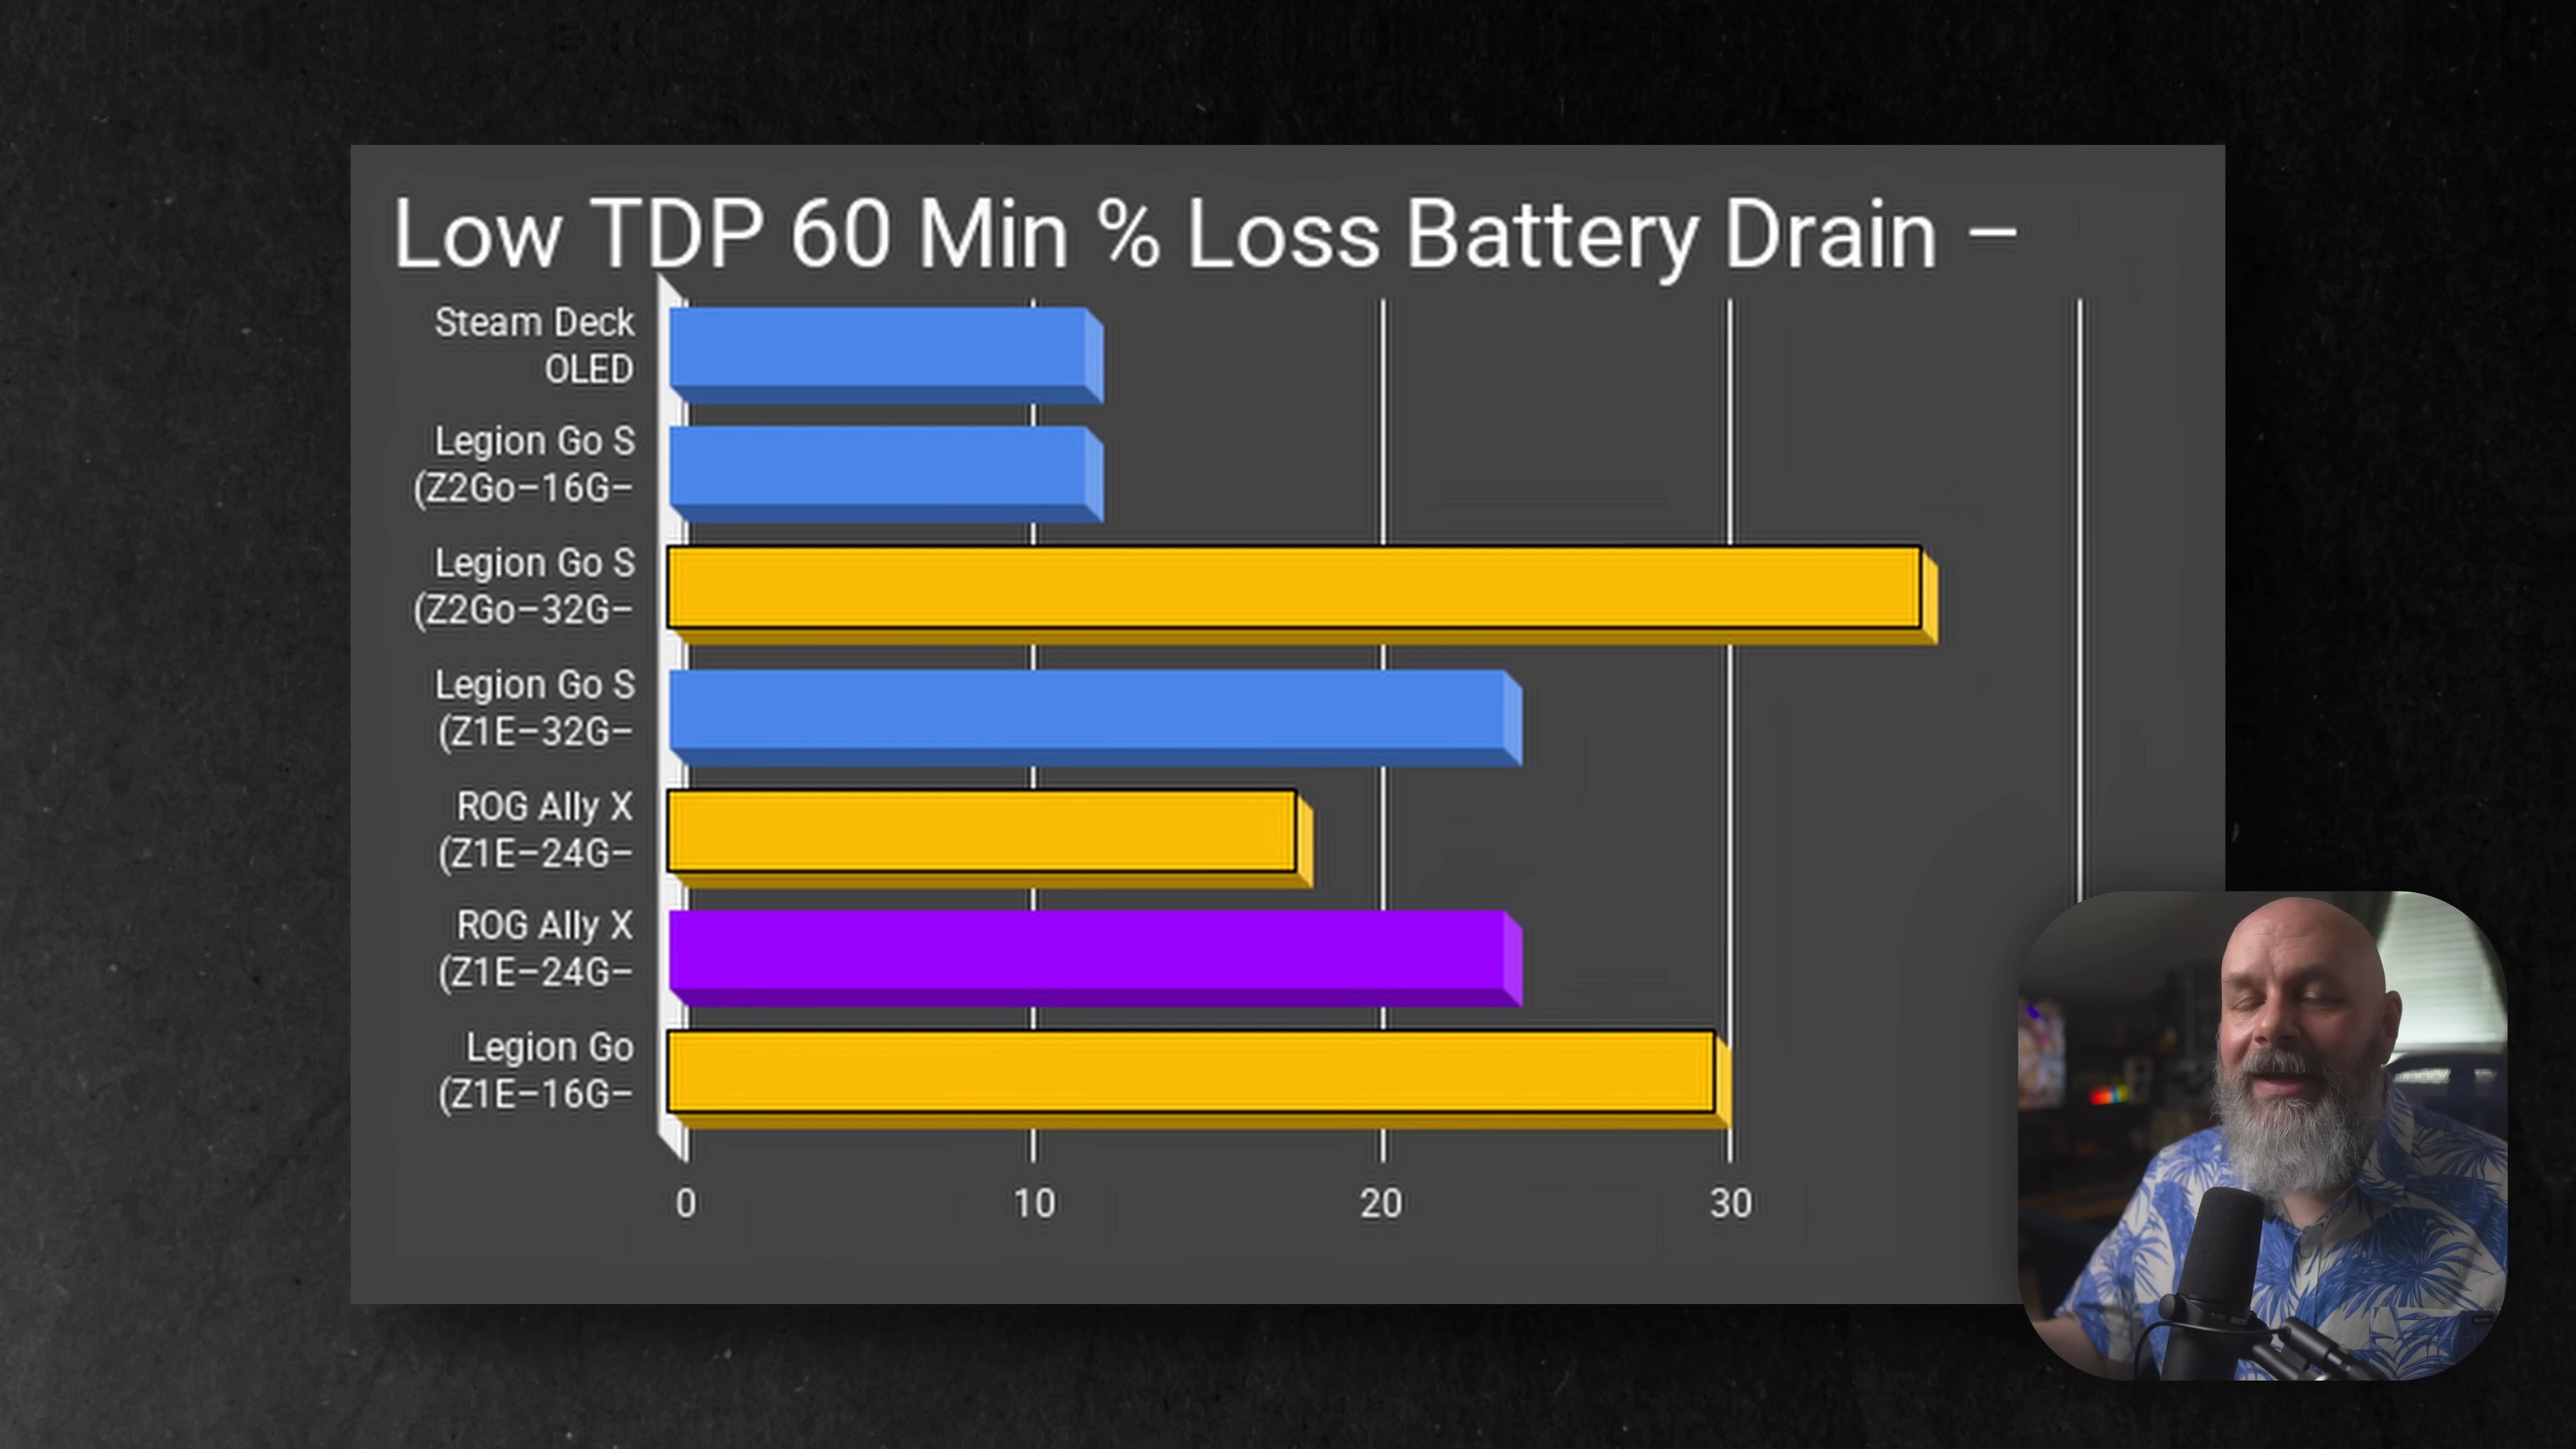 Low TDP 60 Min % Loss Battery Drain –
Steam Deck
OLED
Legion Go S
(Z2Go–16G–
Legion Go S
(Z2Go–32G–
Legion Go S
(Z1E–32G–
ROG Ally X
(Z1E–24G–
ROG Ally X
(Z1E–24G–
Legion Go
(Z1E–16G–
0 10 20 30